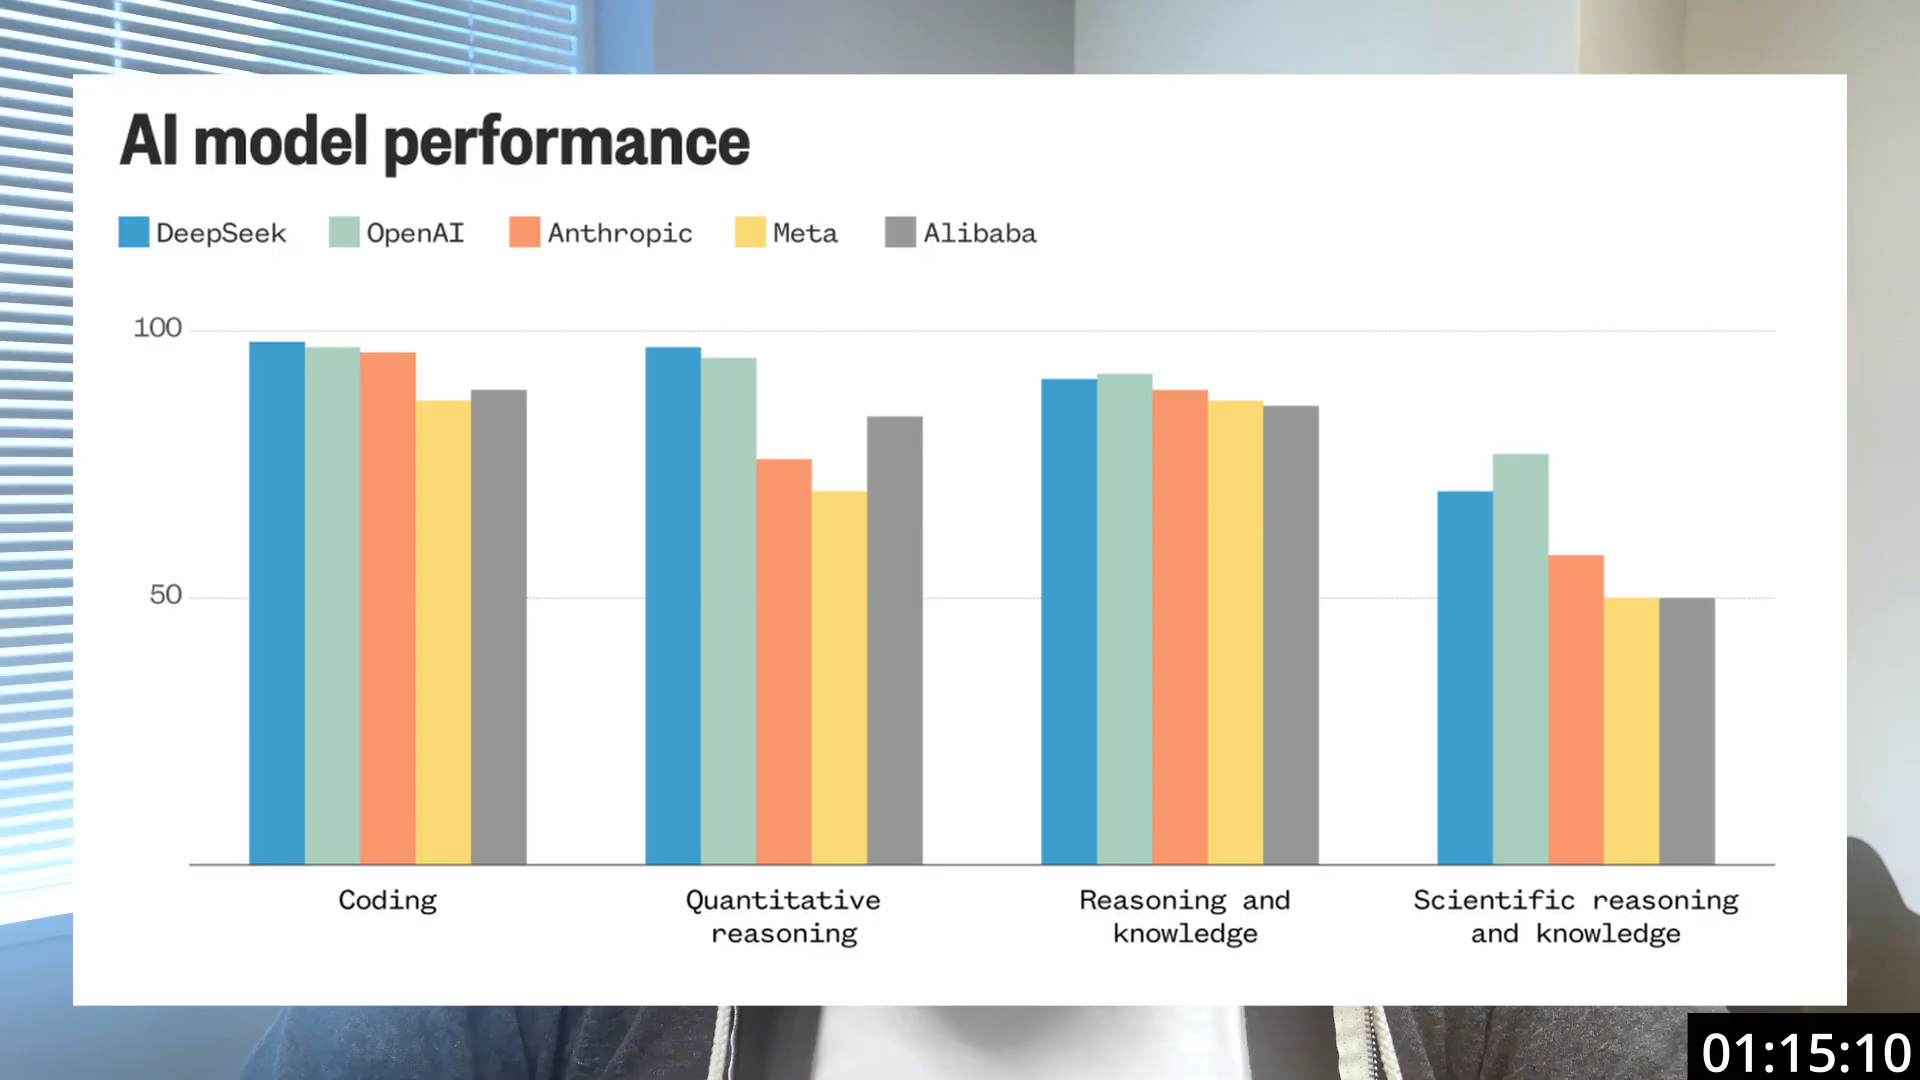 AI model performance
DeepSeek OpenAI Anthropic Meta Alibaba
100
50
Coding
Quantitative
reasoning
Reasoning and
knowledge
Scientific reasoning
and knowledge
01:15:10